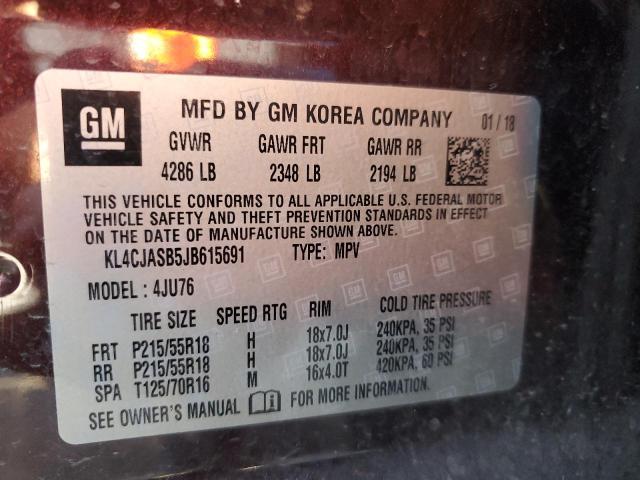 GM MFD BY GM KOREA COMPANY 01/18
GVWR GAWR FRT GAWR RR
4286 LB 2348 LB 2194 LB
THIS VEHICLE CONFORMS TO ALL APPLICABLE U.S. FEDERAL MOTOR
VEHICLE SAFETY AND THEFT PREVENTION STANDARDS IN EFFECT
ON THE DATE OF MANUFACTURE SHOWN ABOVE.
KL4CJASB5JB615691 TYPE: MPV
MODEL: 4JU76
TIRE SIZE SPEED RTG RIM COLD TIRE PRESSURE
FRT P215/55R18 H 18x7.0J 240KPA, 35 PSI
RR P215/55R18 H 18x7.0J 240KPA, 35 PSI
SPA T125/70R16 M 16x4.0T 420KPA, 60 PSI
SEE OWNER'S MANUAL FOR MORE INFORMATION